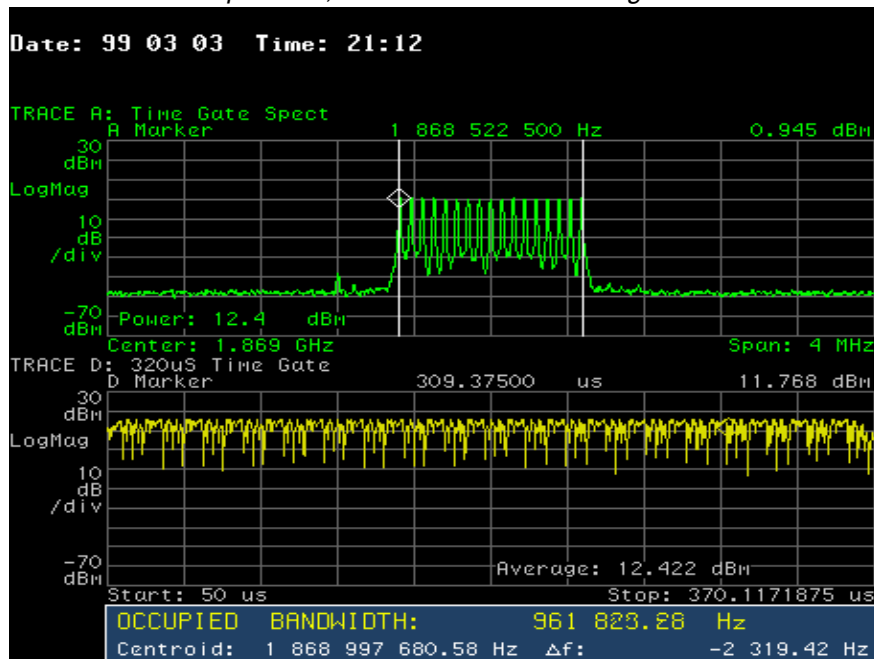 Date: 99 03 03 Time: 21:12
TRACE A: Time Gate Spect
A Marker 1 868 522 500 Hz 0.945 dBm
30
dBm
LogMag
10
dB
/div
-70
dBm
Power: 12.4 dBm
Center: 1.869 GHz Span: 4 MHz
TRACE D: 320uS Time Gate
D Marker 309.37500 us 11.768 dBm
30
dBm
LogMag
10
dB
/div
-70
dBm
Average: 12.422 dBm
Start: 50 us Stop: 370.1171875 us
OCCUPIED BANDWIDTH: 961 823.28 Hz
Centroid: 1 868 997 680.58 Hz Δf: -2 319.42 Hz